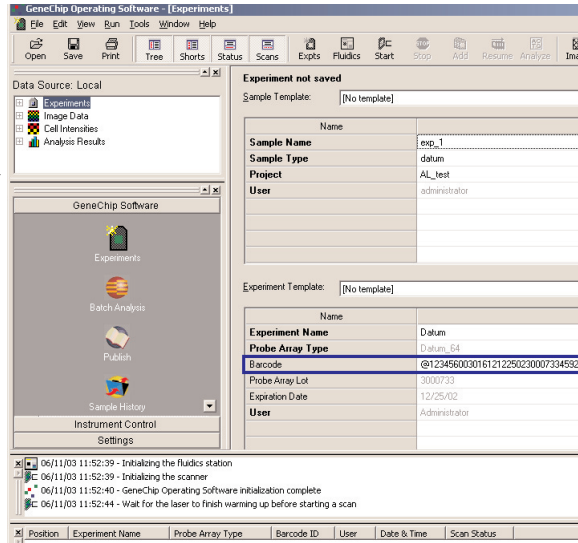 GeneChip Operating Software - [Experiments]
File Edit View Run Tools Window Help
Open Save Print Tree Shorts Status Scans Expts Fluidics Start Stop Add Resume Analyze
Data Source: Local
Experiments
Image Data
Cell Intensities
Analysis Results
GeneChip Software
Experiments
Batch Analysis
Publish
Sample History
Instrument Control
Settings
Experiment not saved
Sample Template: [No template]
Name
Sample Name exp_1
Sample Type datum
Project AL_test
User administrator
Experiment Template: [No template]
Name
Experiment Name Datum
Probe Array Type Datum_64
Barcode @1234560030161212250230007334592
Probe Array Lot 3000733
Expiration Date 12/25/02
User Administrator
06/11/03 11:52:39 - Initializing the fluidics station
06/11/03 11:52:39 - Initializing the scanner
06/11/03 11:52:40 - GeneChip Operating Software initialization complete
06/11/03 11:52:44 - Wait for the laser to finish warming up before starting a scan
Position Experiment Name Probe Array Type Barcode ID User Date & Time Scan Status